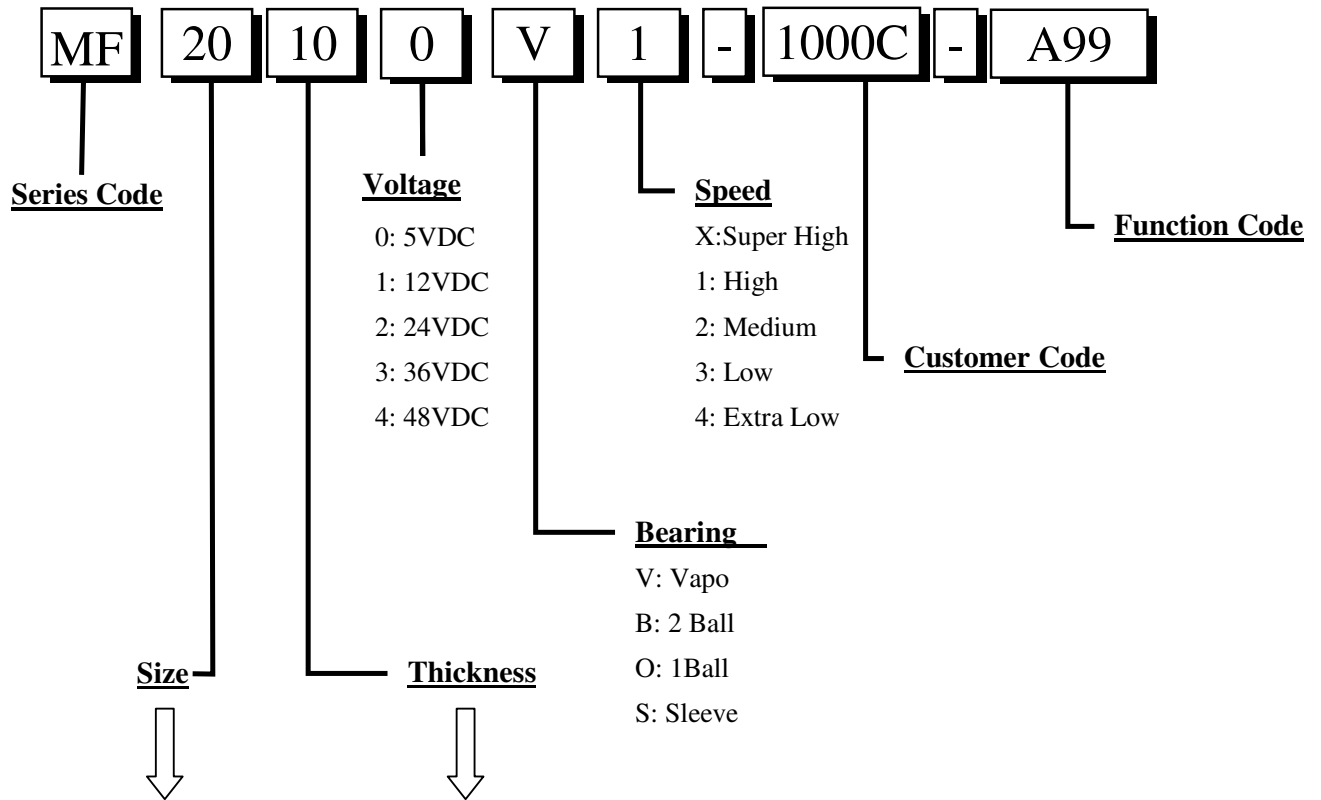 MF 20 10 0 V 1 - 1000C - A99
Series Code
Voltage
0: 5VDC
1: 12VDC
2: 24VDC
3: 36VDC
4: 48VDC
Speed
X:Super High
1: High
2: Medium
3: Low
4: Extra Low
Function Code
Customer Code
Bearing
V: Vapo
B: 2 Ball
O: 1Ball
S: Sleeve
Size
Thickness